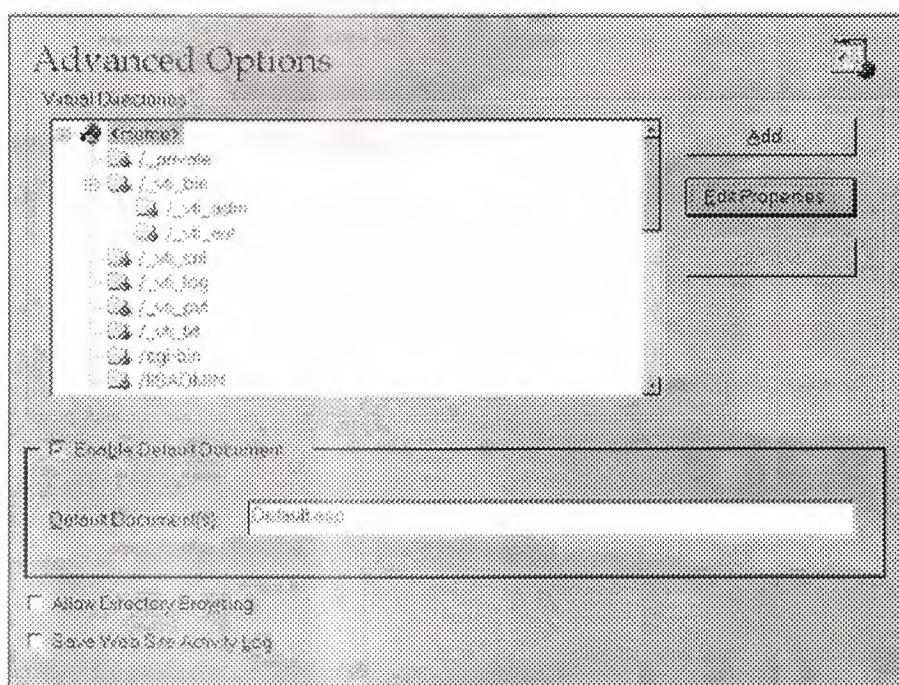 Advanced Options
Virtual Directories
<Home>
/_private
/_vti_bin
/_vti_adm
/_vti_aut
/_vti_cnf
/_vti_log
/_vti_pvt
/_vti_txt
/cgi-bin
/IISADMIN
Add
Edit Properties
Enable Default Document
Default Document(s):
Default.asp
Allow Directory Browsing
Save Web Site Activity Log